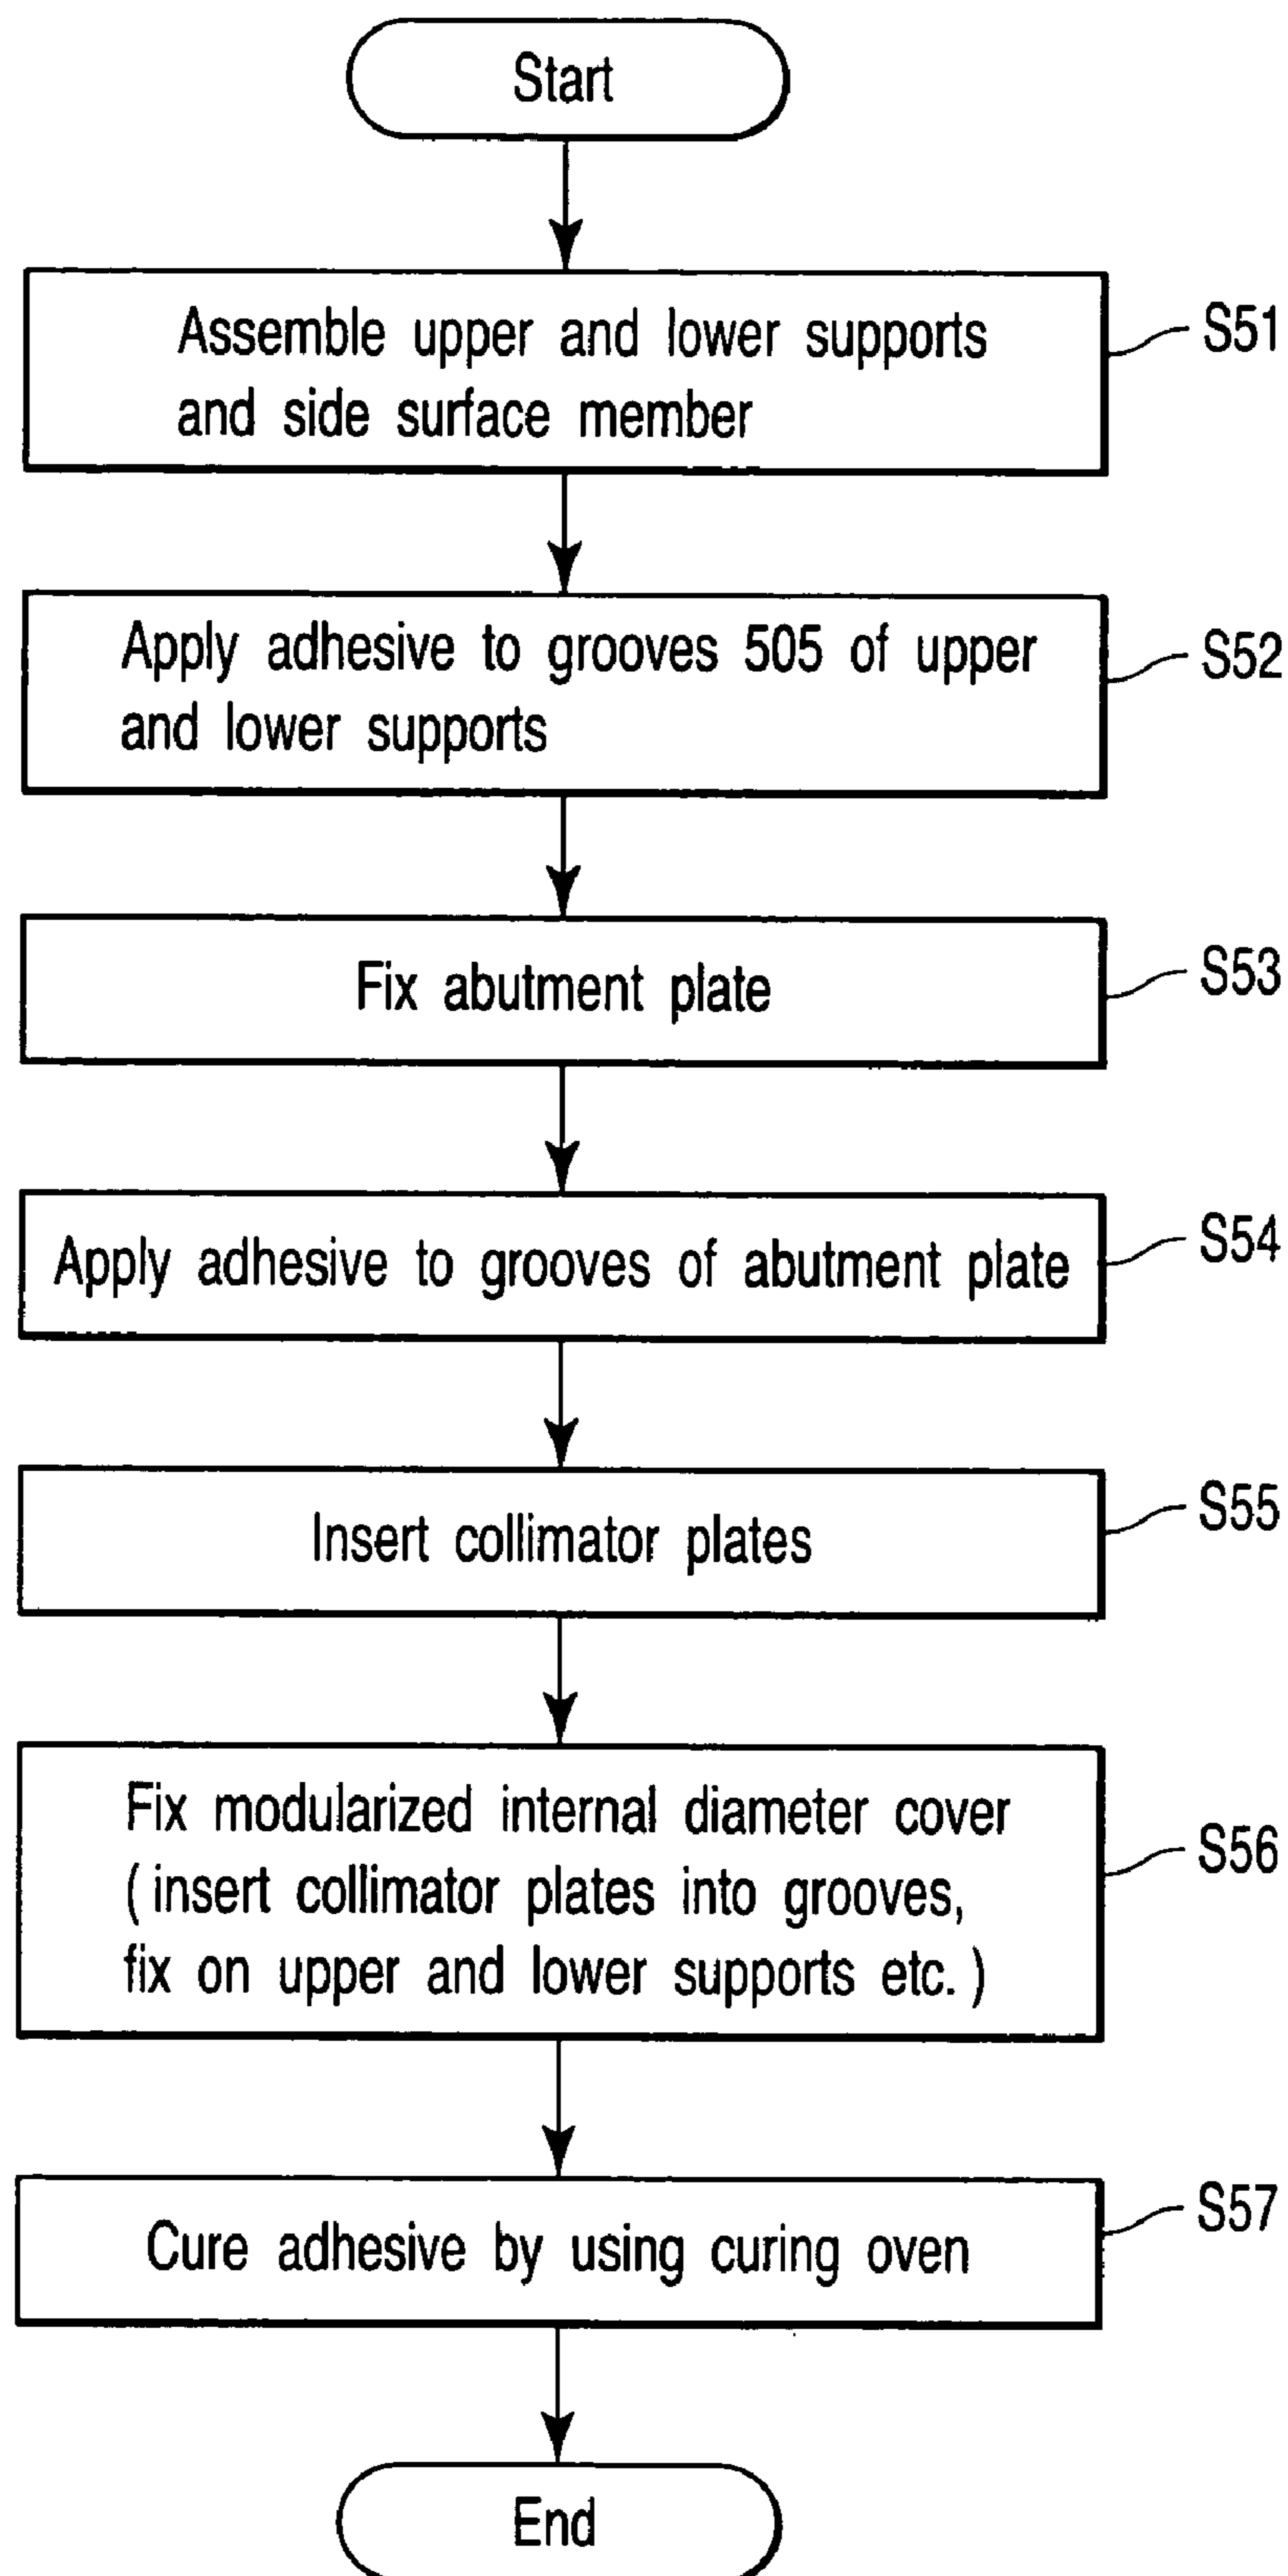 Start
Assemble upper and lower supports
and side surface member
S51
Apply adhesive to grooves 505 of upper
and lower supports
S52
Fix abutment plate
S53
Apply adhesive to grooves of abutment plate
S54
Insert collimator plates
S55
Fix modularized internal diameter cover
( insert collimator plates into grooves,
fix on upper and lower supports etc. )
S56
Cure adhesive by using curing oven
S57
End